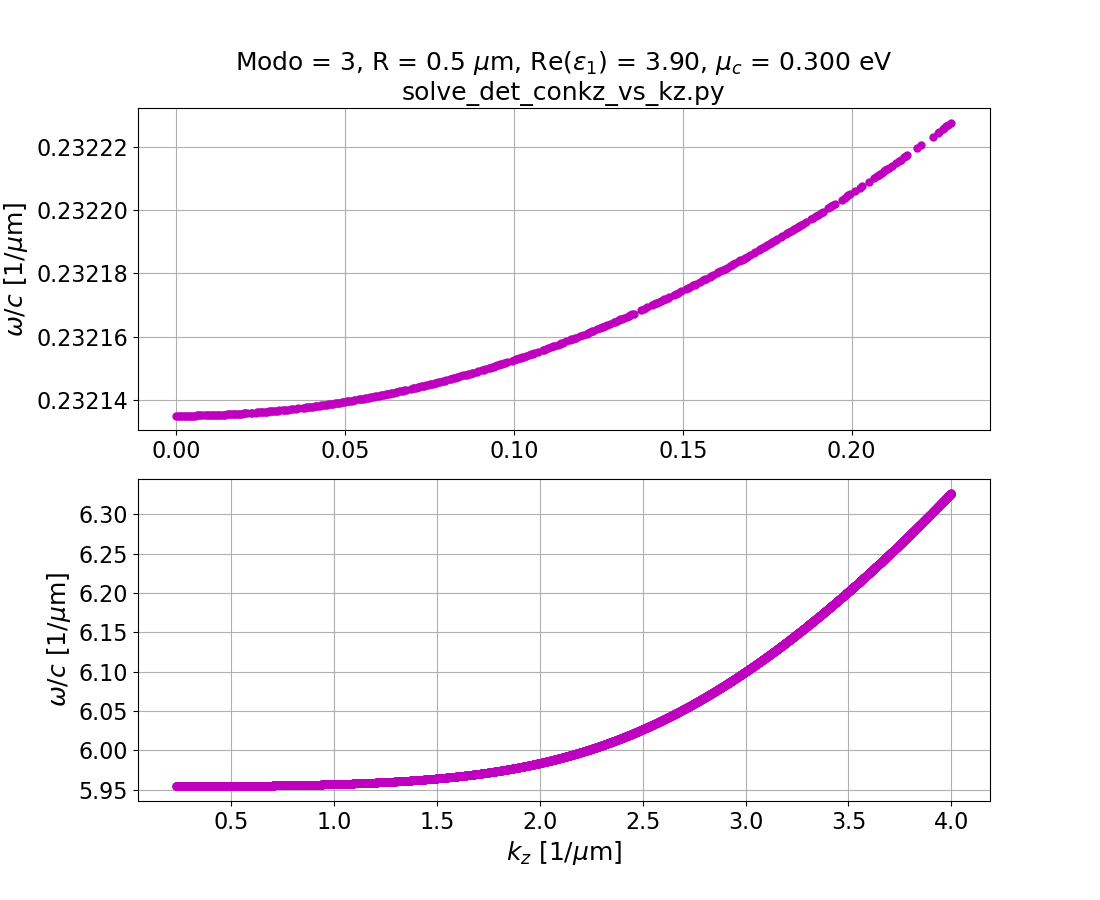 Modo = 3, R = 0.5 μm, Re(ε₁) = 3.90, μ_c = 0.300 eV
solve_det_conkz_vs_kz.py
ω/c [1/μm]
0.23222
0.23220
0.23218
0.23216
0.23214
0.00 0.05 0.10 0.15 0.20
ω/c [1/μm]
6.30
6.25
6.20
6.15
6.10
6.05
6.00
5.95
0.5 1.0 1.5 2.0 2.5 3.0 3.5 4.0
k_z [1/μm]